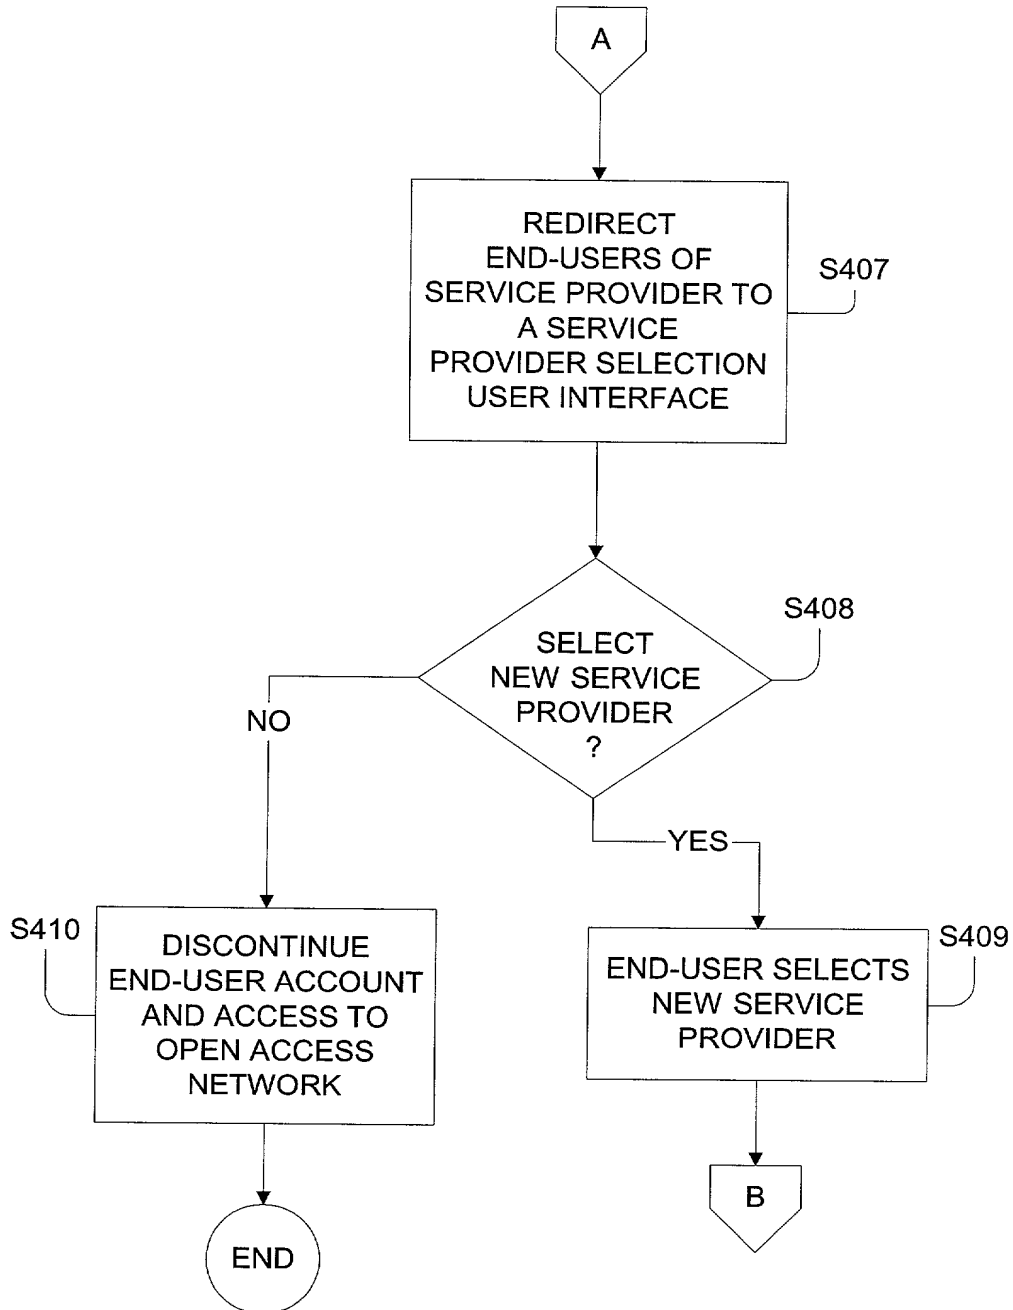 A
REDIRECT
END-USERS OF
SERVICE PROVIDER TO
A SERVICE
PROVIDER SELECTION
USER INTERFACE
S407
SELECT
NEW SERVICE
PROVIDER
?
S408
NO
YES
S410
DISCONTINUE
END-USER ACCOUNT
AND ACCESS TO
OPEN ACCESS
NETWORK
END-USER SELECTS
NEW SERVICE
PROVIDER
S409
END
B